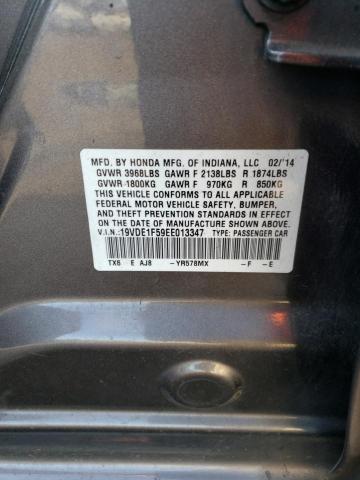 MFD. BY HONDA MFG. OF INDIANA, LLC 02/'14
GVWR 3968LBS GAWR F 2138LBS R 1874LBS
GVWR 1800KG GAWR F 970KG R 850KG
THIS VEHICLE CONFORMS TO ALL APPLICABLE
FEDERAL MOTOR VEHICLE SAFETY, BUMPER,
AND THEFT PREVENTION STANDARDS IN EFFECT
ON THE DATE OF MANUFACTURE SHOWN ABOVE.
V.I.N.:19VDE1F59EE013347 TYPE: PASSENGER CAR
TX6 E AJ8 -YR578MX -F -E